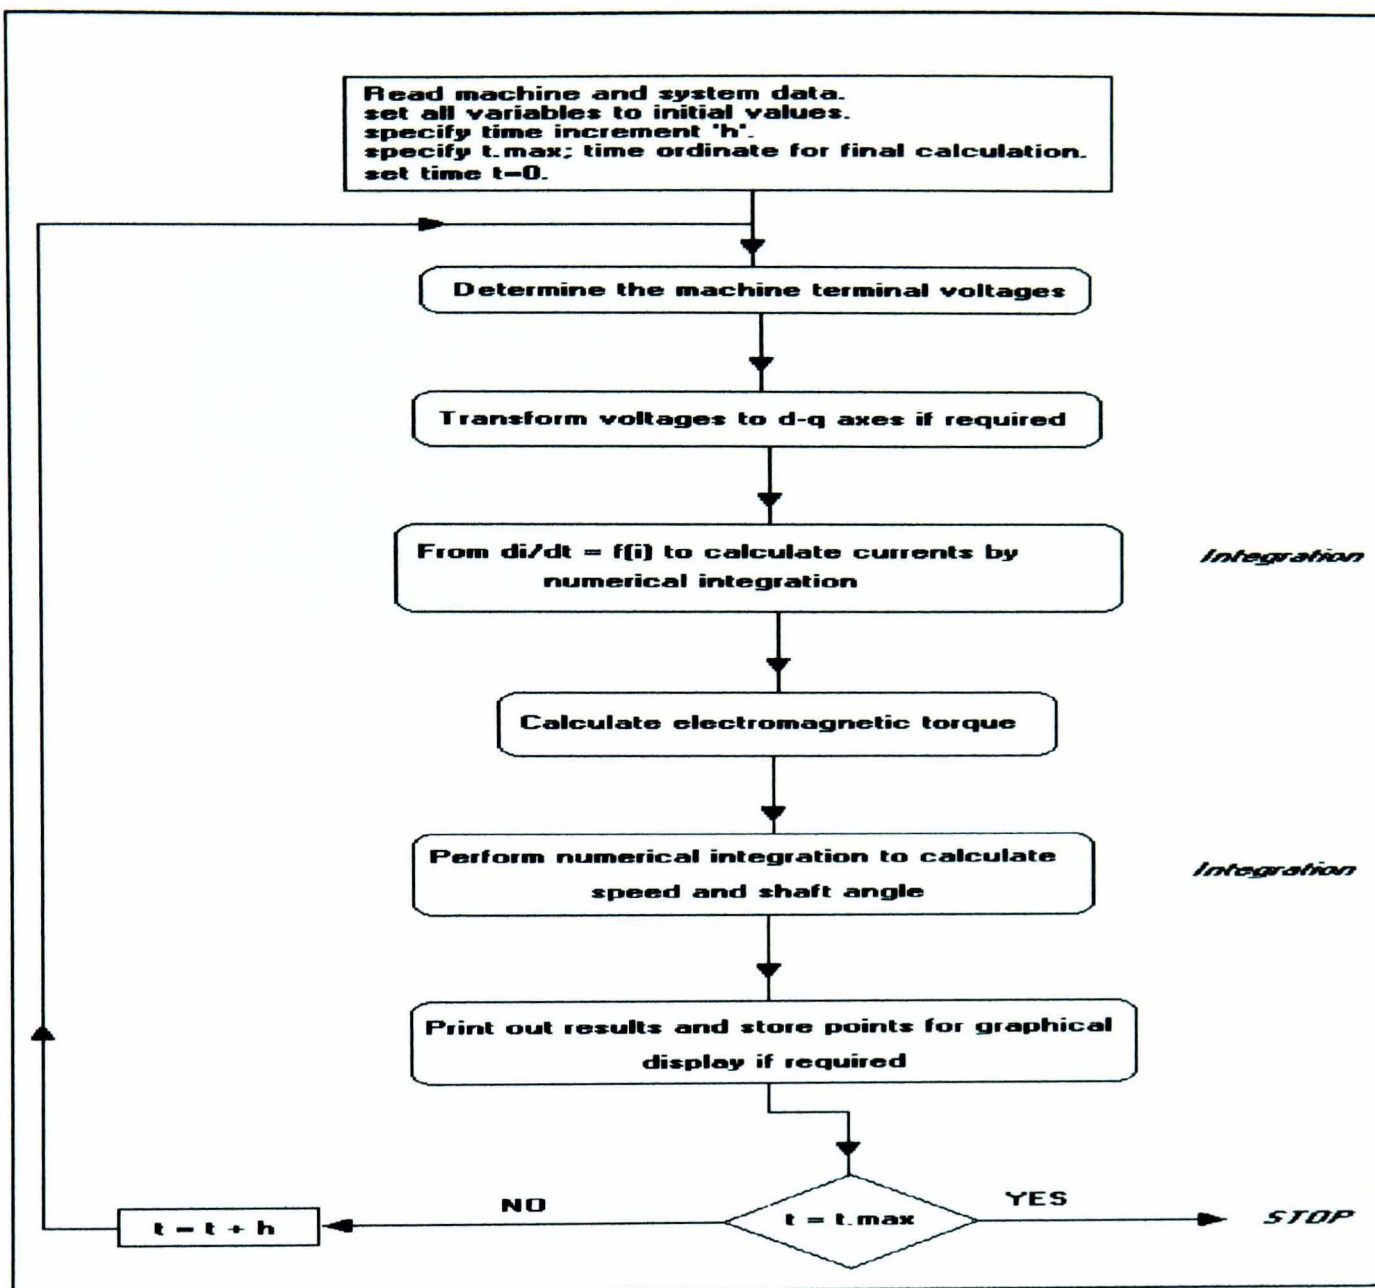 Read machine and system data.
set all variables to initial values.
specify time increment 'h'.
specify t.max; time ordinate for final calculation.
set time t=0.
Determine the machine terminal voltages
Transform voltages to d-q axes if required
From di/dt = f(i) to calculate currents by
numerical integration
Integration
Calculate electromagnetic torque
Perform numerical integration to calculate
speed and shaft angle
Integration
Print out results and store points for graphical
display if required
t = t.max
NO
YES
t = t + h
STOP